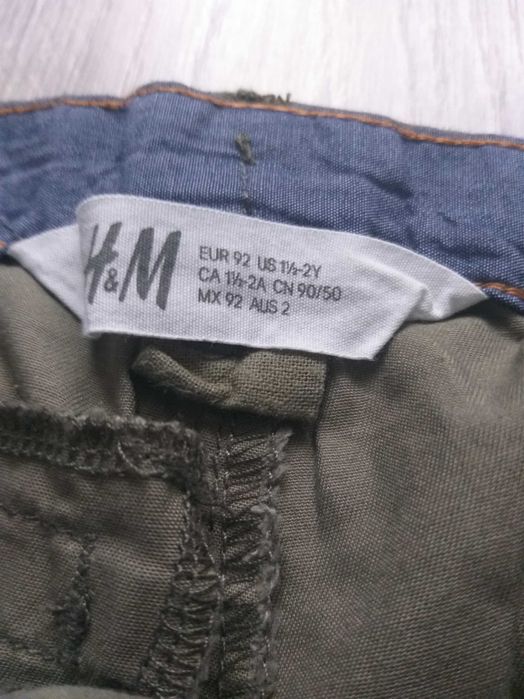 H&M
EUR 92 US 1½-2Y
CA 1½-2A CN 90/50
MX 92 AUS 2